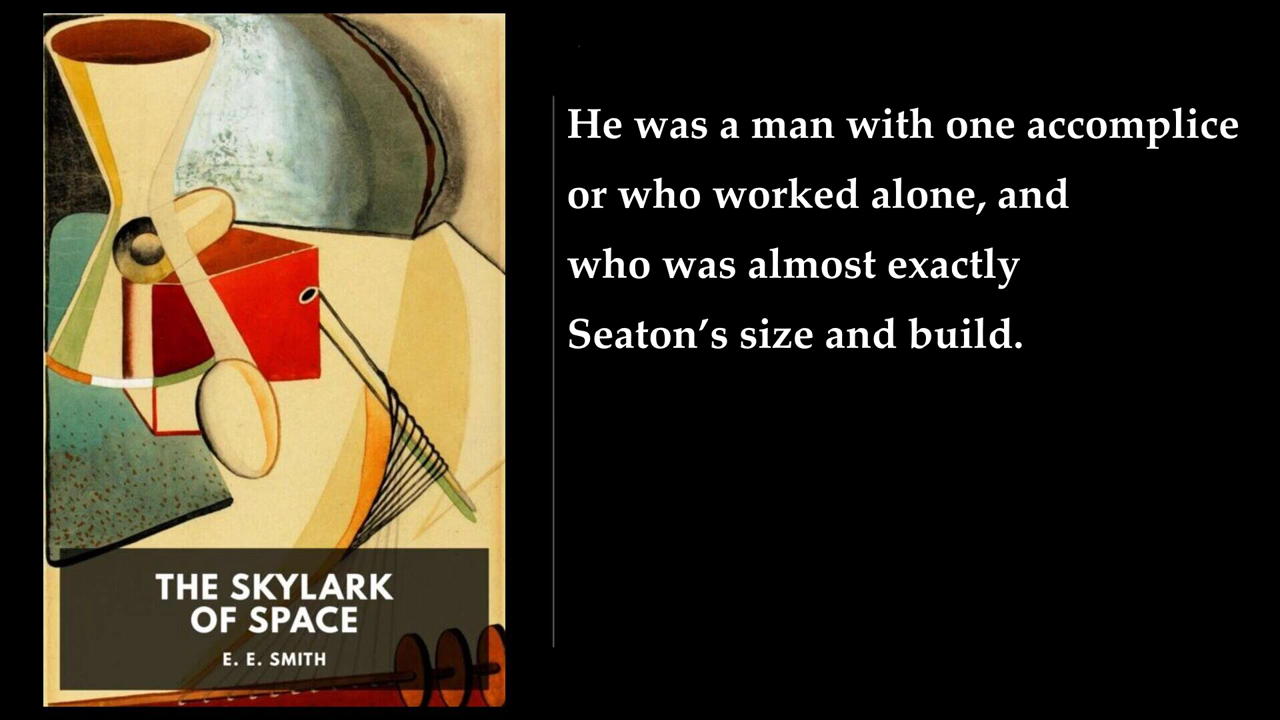 He was a man with one accomplice
or who worked alone, and
who was almost exactly
Seaton’s size and build.
THE SKYLARK
OF SPACE
E. E. SMITH